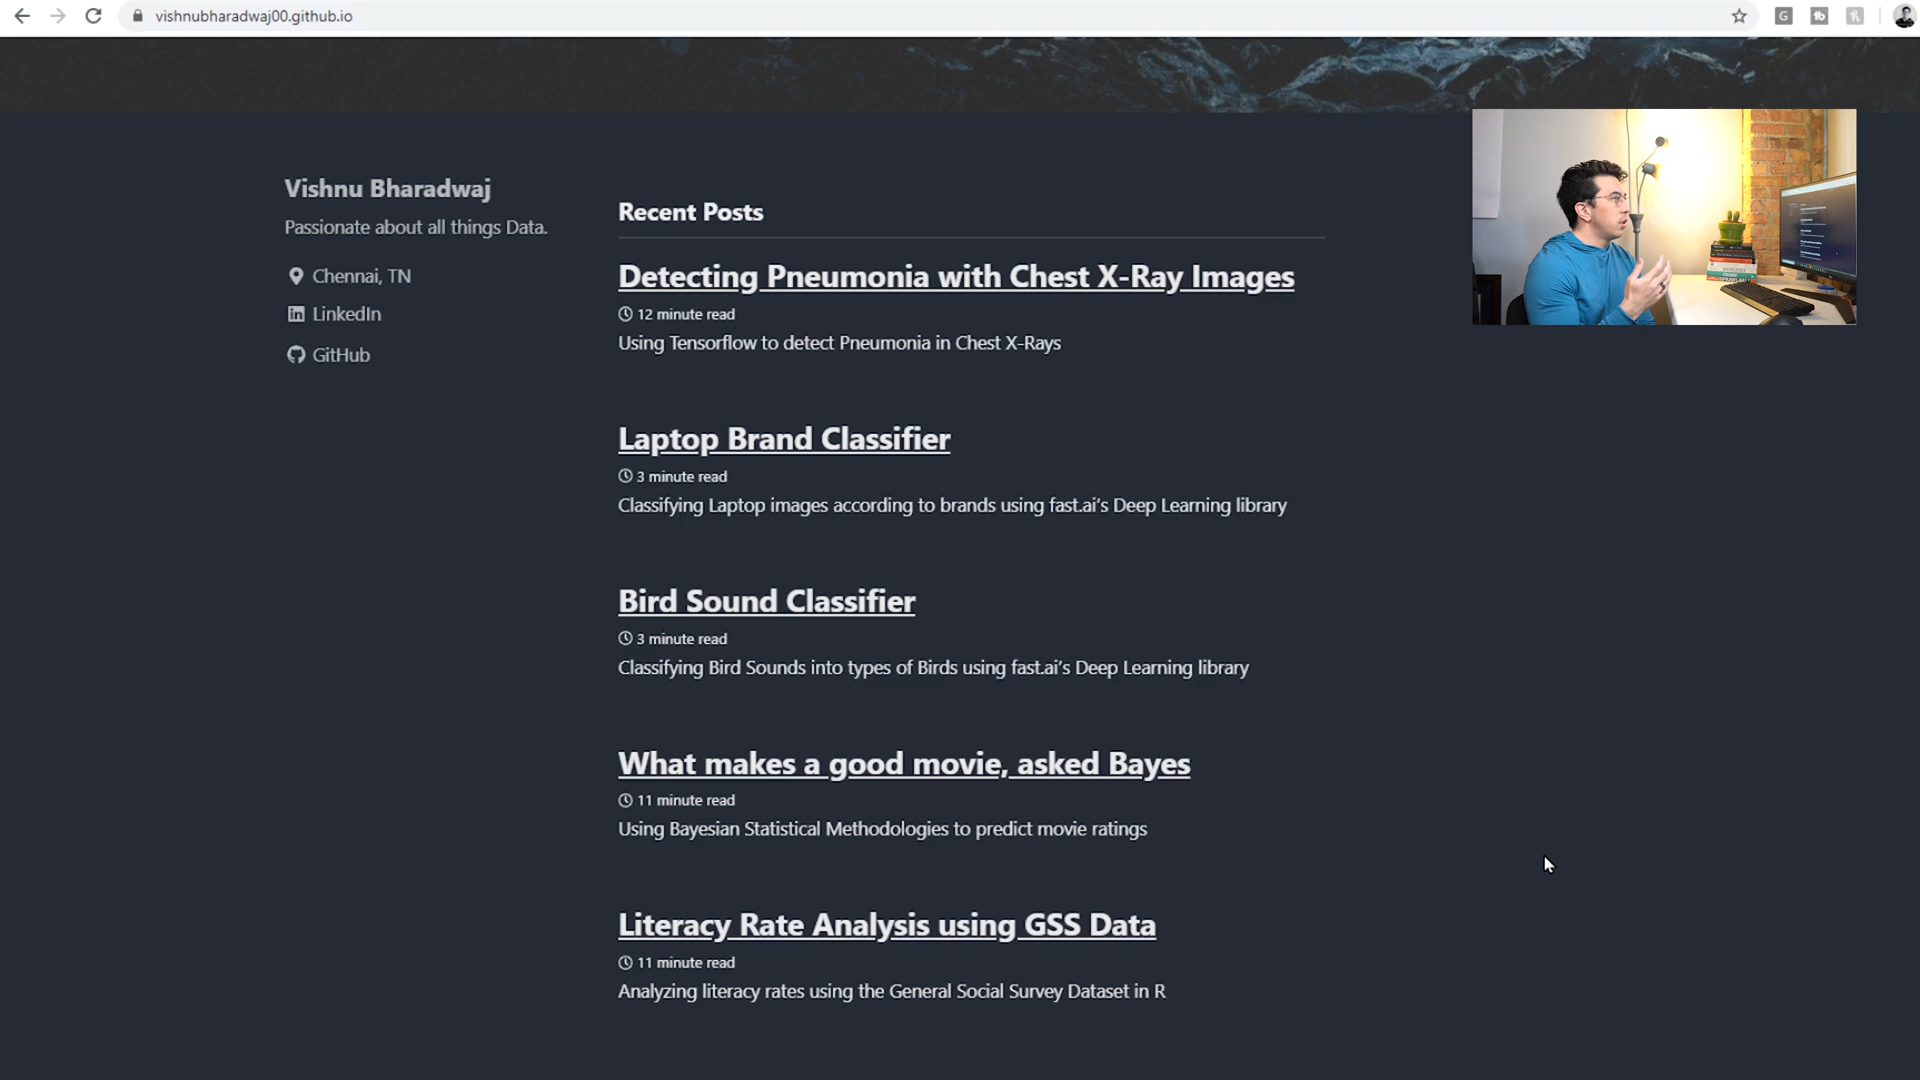 vishnubharadwaj00.github.io
Vishnu Bharadwaj
Passionate about all things Data.
Chennai, TN
LinkedIn
GitHub
Recent Posts
Detecting Pneumonia with Chest X-Ray Images
12 minute read
Using Tensorflow to detect Pneumonia in Chest X-Rays
Laptop Brand Classifier
3 minute read
Classifying Laptop images according to brands using fast.ai's Deep Learning library
Bird Sound Classifier
3 minute read
Classifying Bird Sounds into types of Birds using fast.ai's Deep Learning library
What makes a good movie, asked Bayes
11 minute read
Using Bayesian Statistical Methodologies to predict movie ratings
Literacy Rate Analysis using GSS Data
11 minute read
Analyzing literacy rates using the General Social Survey Dataset in R